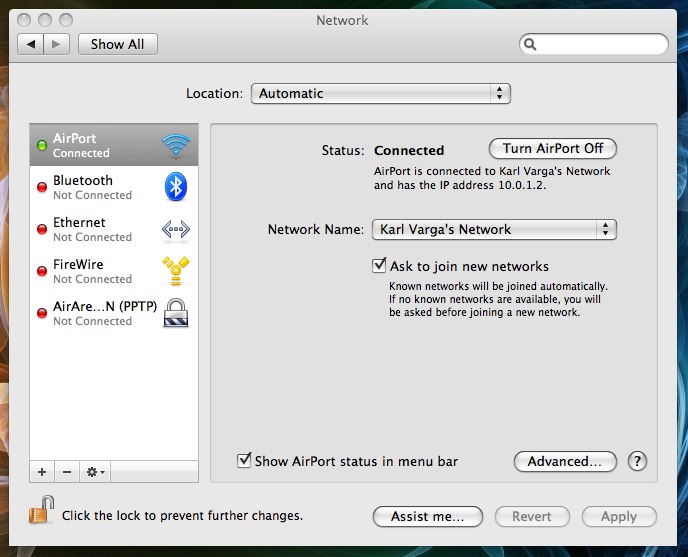 Network
Show All
Location: Automatic
AirPort
Connected
Bluetooth
Not Connected
Ethernet
Not Connected
FireWire
Not Connected
AirAre...N (PPTP)
Not Connected
Status: Connected Turn AirPort Off
AirPort is connected to Karl Varga's Network
and has the IP address 10.0.1.2.
Network Name: Karl Varga's Network
Ask to join new networks
Known networks will be joined automatically.
If no known networks are available, you will
be asked before joining a new network.
Show AirPort status in menu bar Advanced... ?
Click the lock to prevent further changes. Assist me... Revert Apply